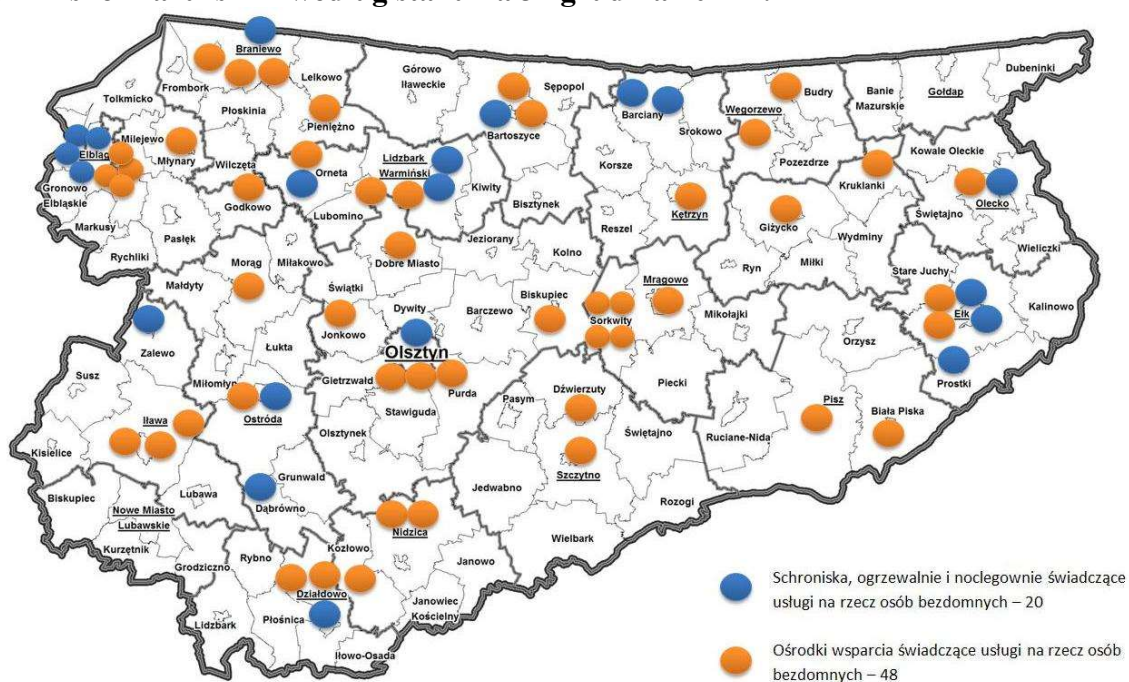 Braniewo
Lelkowo
Frombork
Płoskinia
Pieniężno
Górowo
Iławeckie
Sępopol
Bartoszyce
Barciany
Srokowo
Korsze
Węgorzewo
Budry
Banie
Mazurskie
Gołdap
Dubeninki
Tolkmicko
Milejewo
Elbląg
Młynary
Wilczęta
Orneta
Lidzbark
Warmiński
Kiwity
Bisztynek
Pozezdrze
Kruklanki
Kowale Oleckie
Olecko
Gronowo
Elbląskie
Markusy
Pasłęk
Godkowo
Lubomino
Reszel
Kętrzyn
Giżycko
Wydminy
Świętajno
Wieliczki
Rychliki
Morąg
Miłakowo
Dobre Miasto
Jeziorany
Kolno
Ryn
Miłki
Stare Juchy
Małdyty
Świątki
Jonkowo
Dywity
Barczewo
Biskupiec
Sorkwity
Mrągowo
Mikołajki
Ełk
Kalinowo
Zalewo
Łukta
Olsztyn
Orzysz
Prostki
Susz
Miłomłyn
Ostróda
Gietrzwałd
Purda
Stawiguda
Pasym
Dźwierzuty
Piecki
Pisz
Biała Piska
Kisielice
Iława
Olsztynek
Szczytno
Świętajno
Ruciane-Nida
Biskupiec
Nowe Miasto
Lubawskie
Lubawa
Grunwald
Dąbrówno
Jedwabno
Rozogi
Kurzętnik
Grodziczno
Rybno
Kozłowo
Nidzica
Janowo
Wielbark
Lidzbark
Działdowo
Płośnica
Janowiec
Kościelny
Iłowo-Osada
Schroniska, ogrzewalnie i noclegownie świadczące
usługi na rzecz osób bezdomnych – 20
Ośrodki wsparcia świadczące usługi na rzecz osób
bezdomnych – 48